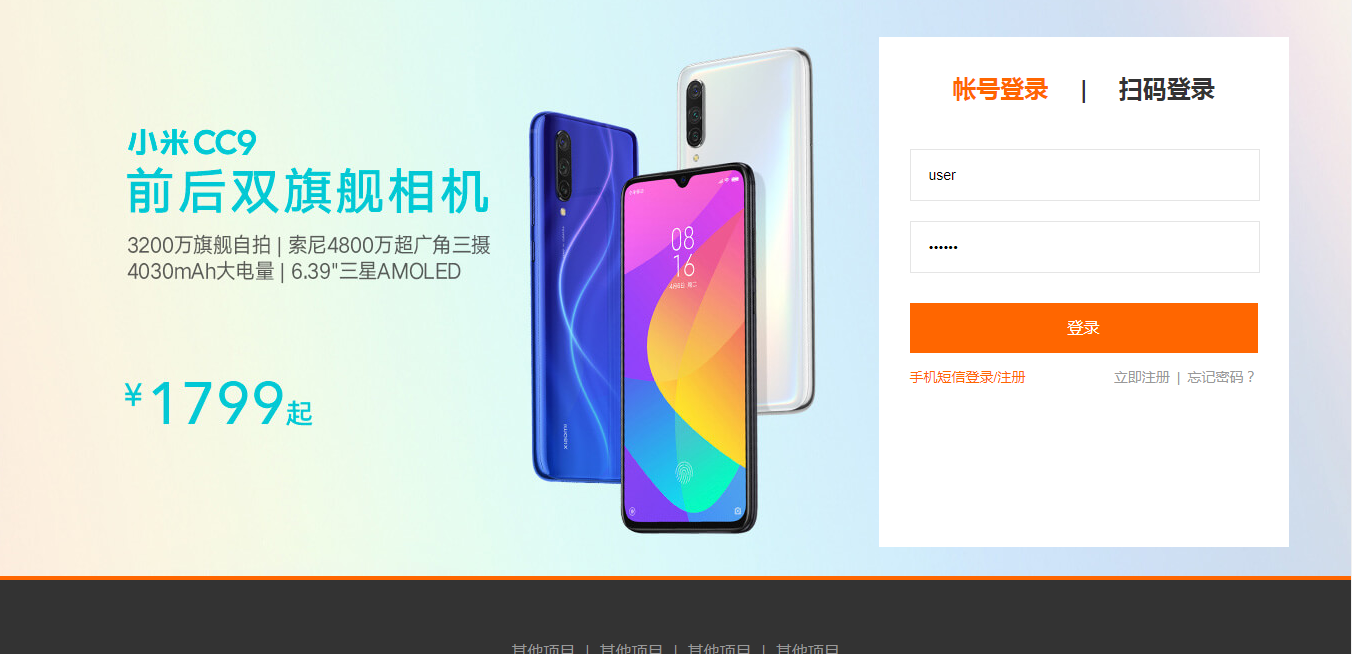 小米CC9
前后双旗舰相机
3200万旗舰自拍 | 索尼4800万超广角三摄
4030mAh大电量 | 6.39"三星AMOLED
¥1799起
08
16
XIAOMI
帐号登录 | 扫码登录
user
••••••
登录
手机短信登录/注册 立即注册 | 忘记密码？
其他项目 | 其他项目 | 其他项目 | 其他项目